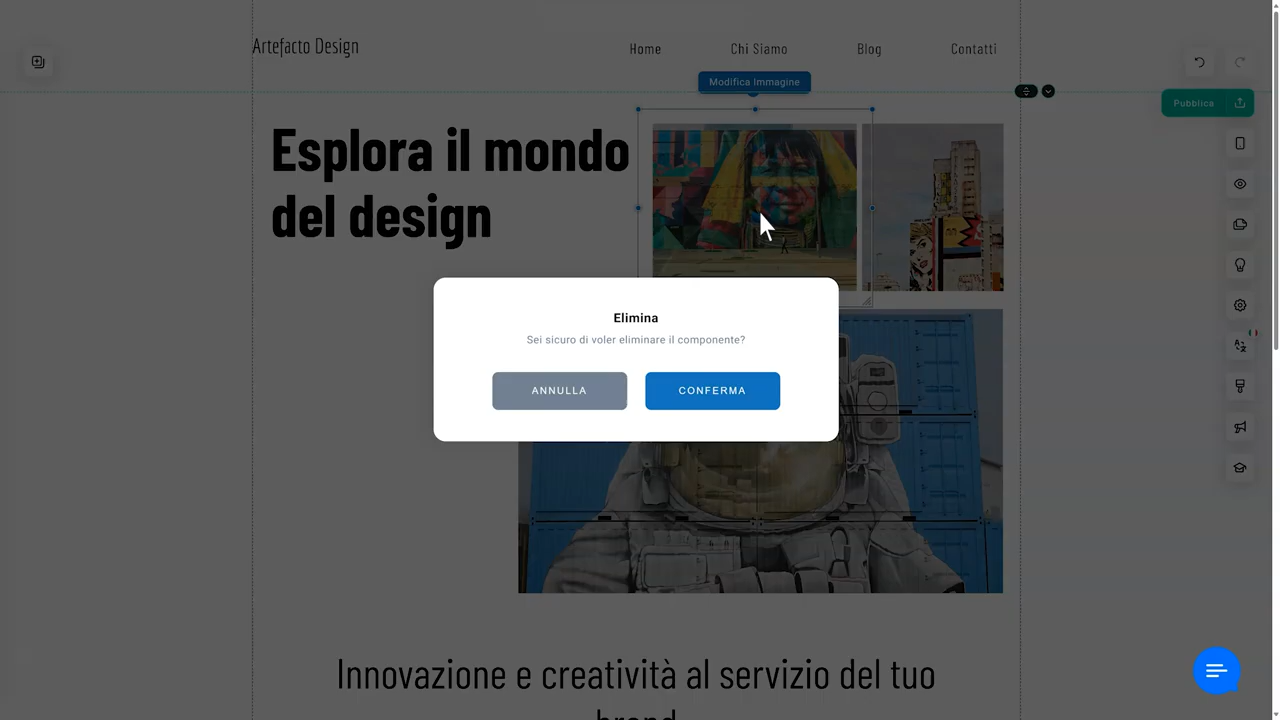 Artefacto Design
Home
Chi Siamo
Blog
Contatti
Modifica Immagine
Pubblica
Esplora il mondo
del design
Elimina
Sei sicuro di voler eliminare il componente?
ANNULLA
CONFERMA
Innovazione e creatività al servizio del tuo
brand